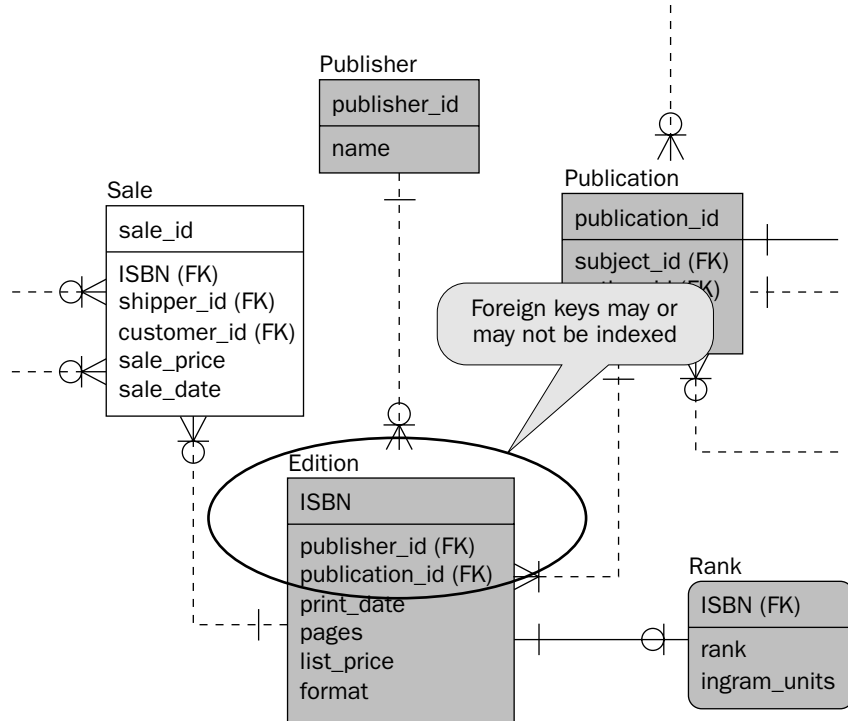 Publisher
publisher_id
name
Sale
sale_id
ISBN (FK)
shipper_id (FK)
customer_id (FK)
sale_price
sale_date
Publication
publication_id
subject_id (FK)
(FK)
Foreign keys may or
may not be indexed
Edition
ISBN
publisher_id (FK)
publication_id (FK)
print_date
pages
list_price
format
Rank
ISBN (FK)
rank
ingram_units